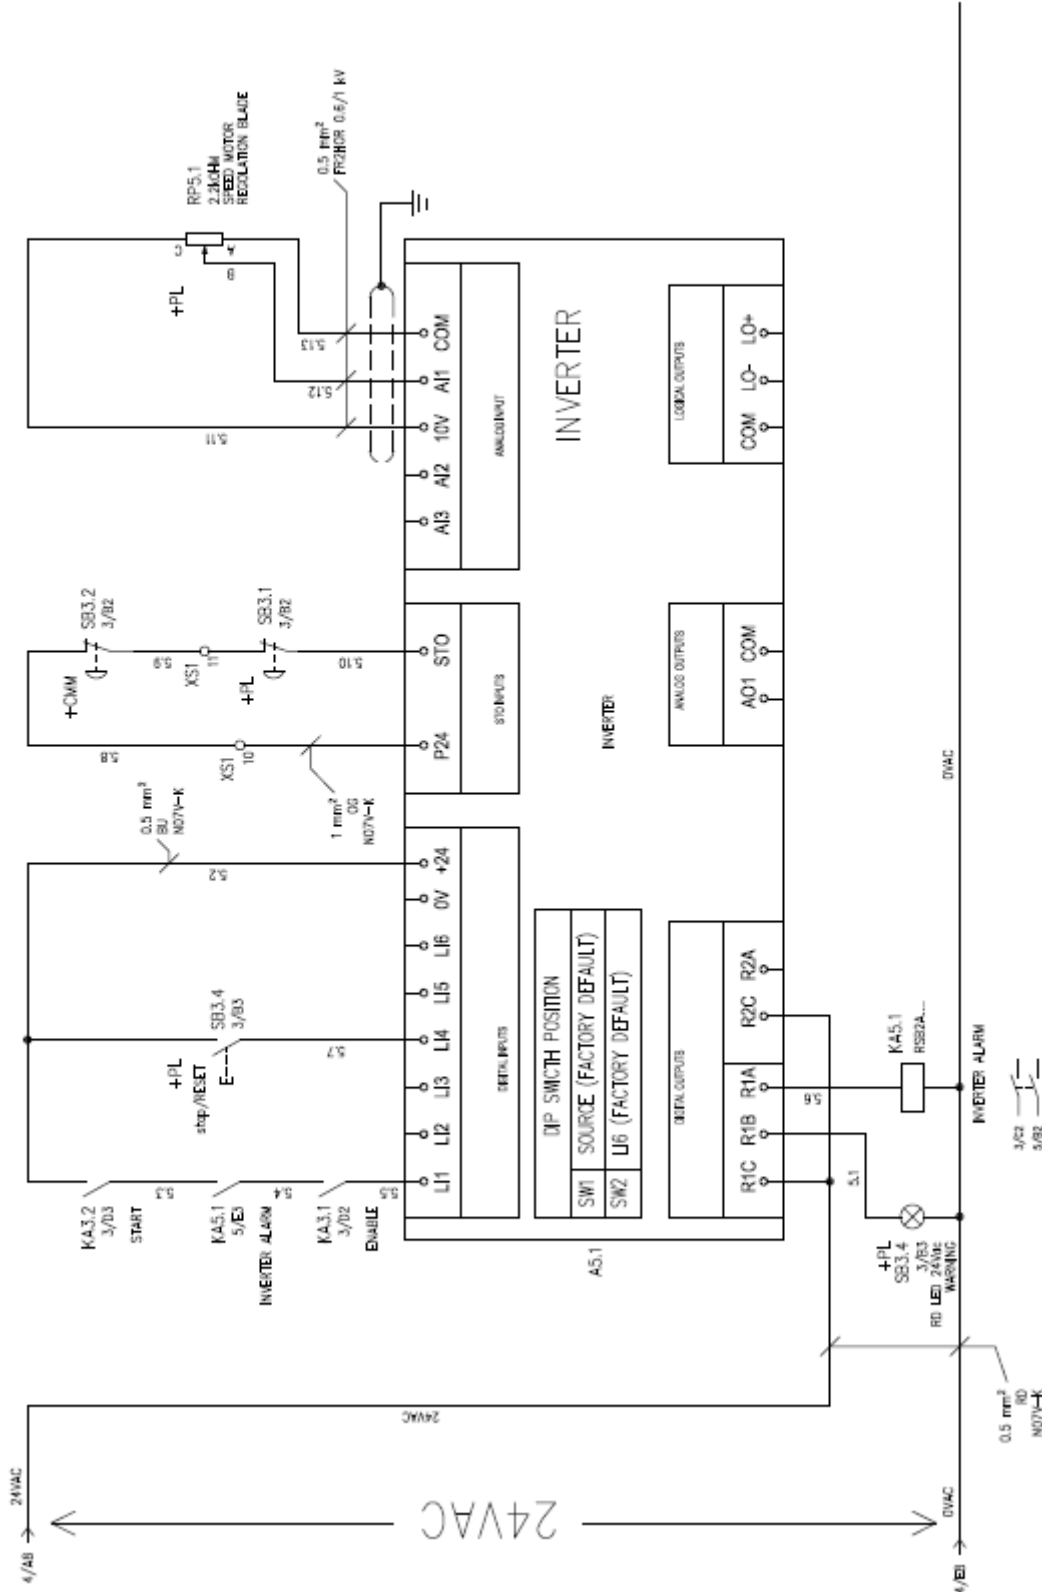 4/A8
24VAC
24VAC
24VAC
0VAC
KA3.2
3/D3
START
5.3
KA5.1
5/E3
INVERTER ALARM
5.4
KA3.1
3/D2
ENABLE
5.5
+PL
stop/RESET
SB3.4
3/B3
5.7
0.5 mm²
BU
N07V-K
5.2
5.8
XS1
10
1 mm²
OG
N07V-K
+CMM
SB3.2
3/B2
5.9
XS1
11
+PL
SB3.1
3/B2
5.10
5.11
+PL
RP5.1
2.2kOHM
SPEED MOTOR
REGOLATION BLADE
C
A
B
5.12
5.13
0.5 mm²
FR2HOR 0.6/1 kV
LI1 LI2 LI3 LI4 LI5 LI6 0V +24
P24 STO
AI3 AI2 10V AI1 COM
DIGITAL INPUTS
STO INPUTS
ANALOG INPUT
A5.1
DIP SWICTH POSITION
SW1 SOURCE (FACTORY DEFAULT)
SW2 LI6 (FACTORY DEFAULT)
INVERTER
INVERTER
DIGITAL OUTPUTS
ANALOG OUTPUTS
LOGICAL OUTPUTS
R1C R1B R1A R2C R2A
AO1 COM
COM LO- LO+
5.1
5.6
+PL
SB3.4
3/B3
RD LED 24Vac
WARNING
KA5.1
RSB2A...
0VAC
INVERTER ALARM
0.5 mm²
RD
N07V-K
3/C2
5/B2